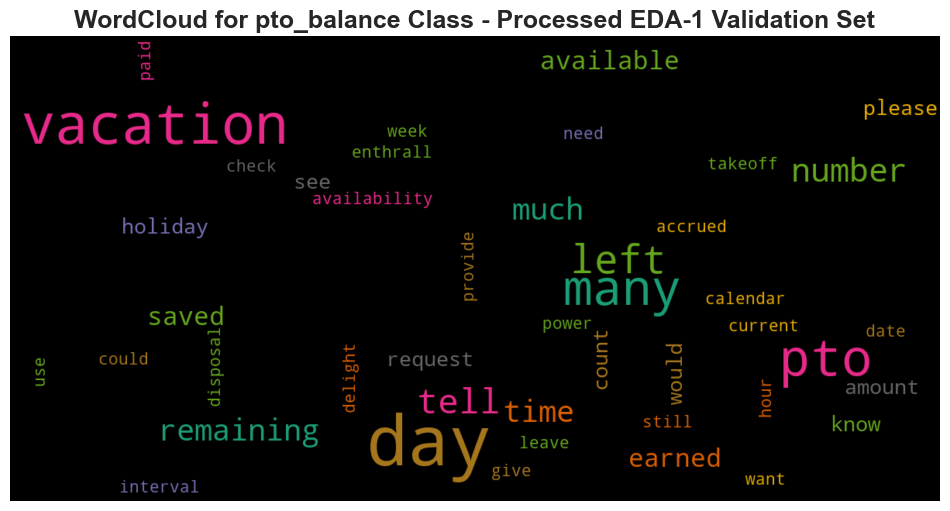 WordCloud for pto_balance Class - Processed EDA-1 Validation Set
paid
available
vacation
please
week
need
enthrall
check
takeoff
number
see
availability
much
holiday
accrued
provide
left
many
calendar
saved
power
current
date
use
could
disposal
delight
request
count
would
pto
amount
hour
tell
time
still
know
remaining
day
leave
earned
give
want
interval